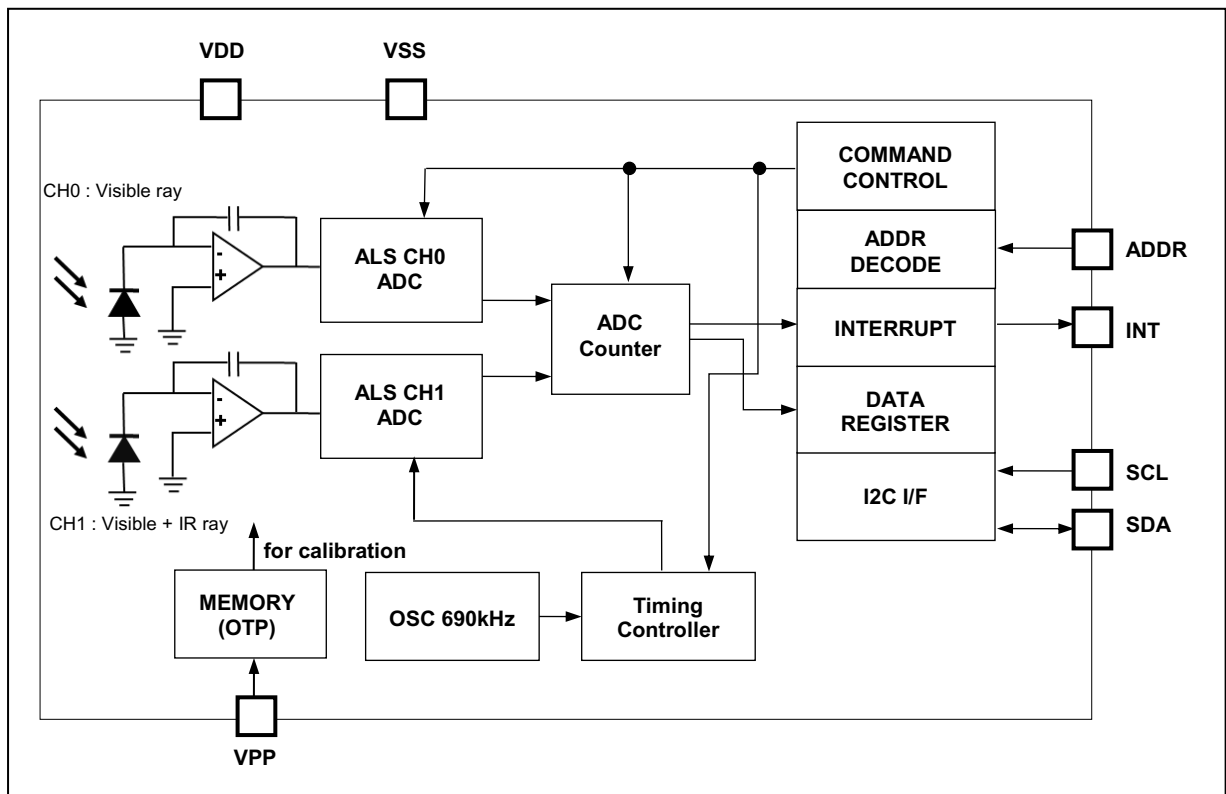 VDD
VSS
CH0 : Visible ray
COMMAND
CONTROL
ALS CH0
ADC
ADDR
DECODE
ADDR
-
+
ADC
Counter
INTERRUPT
INT
ALS CH1
ADC
DATA
REGISTER
-
+
I2C I/F
SCL
SDA
CH1 : Visible + IR ray
for calibration
MEMORY
(OTP)
OSC 690kHz
Timing
Controller
VPP